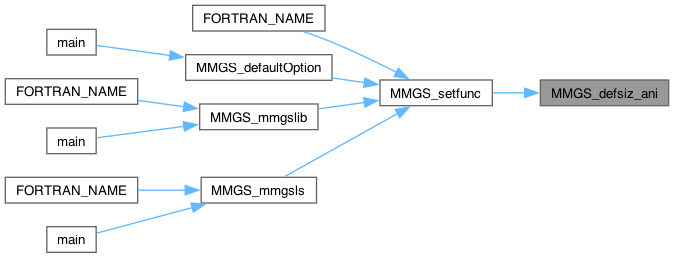 FORTRAN_NAME
main
MMGS_defaultOption
FORTRAN_NAME
MMGS_setfunc
MMGS_defsiz_ani
MMGS_mmgslib
main
FORTRAN_NAME
MMGS_mmgsls
main